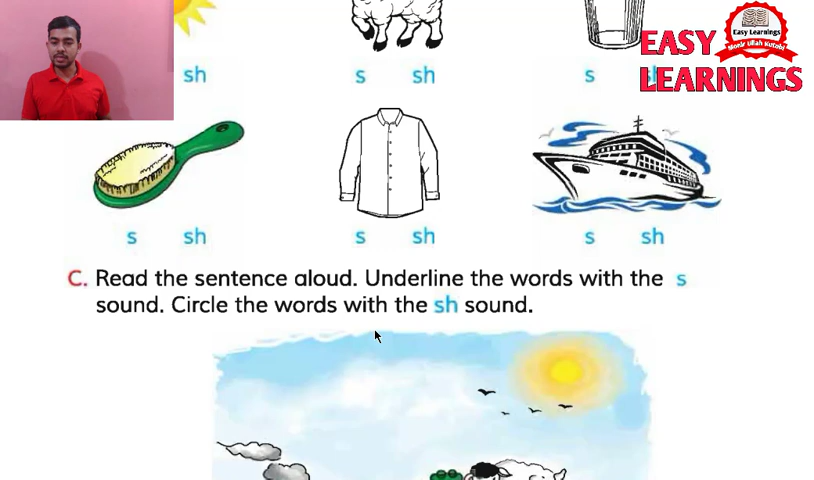 sh s sh s sh
EASY
LEARNINGS
Easy Learnings
s sh s sh s sh
C. Read the sentence aloud. Underline the words with the s
sound. Circle the words with the sh sound.